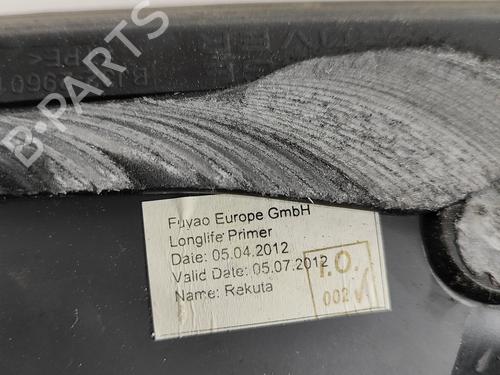 B-PARTS
Fuyao Europe GmbH
Longlife Primer
Date: 05.04.2012
Valid Date: 05.07.2012
Name: Rekuta
I.O.
002